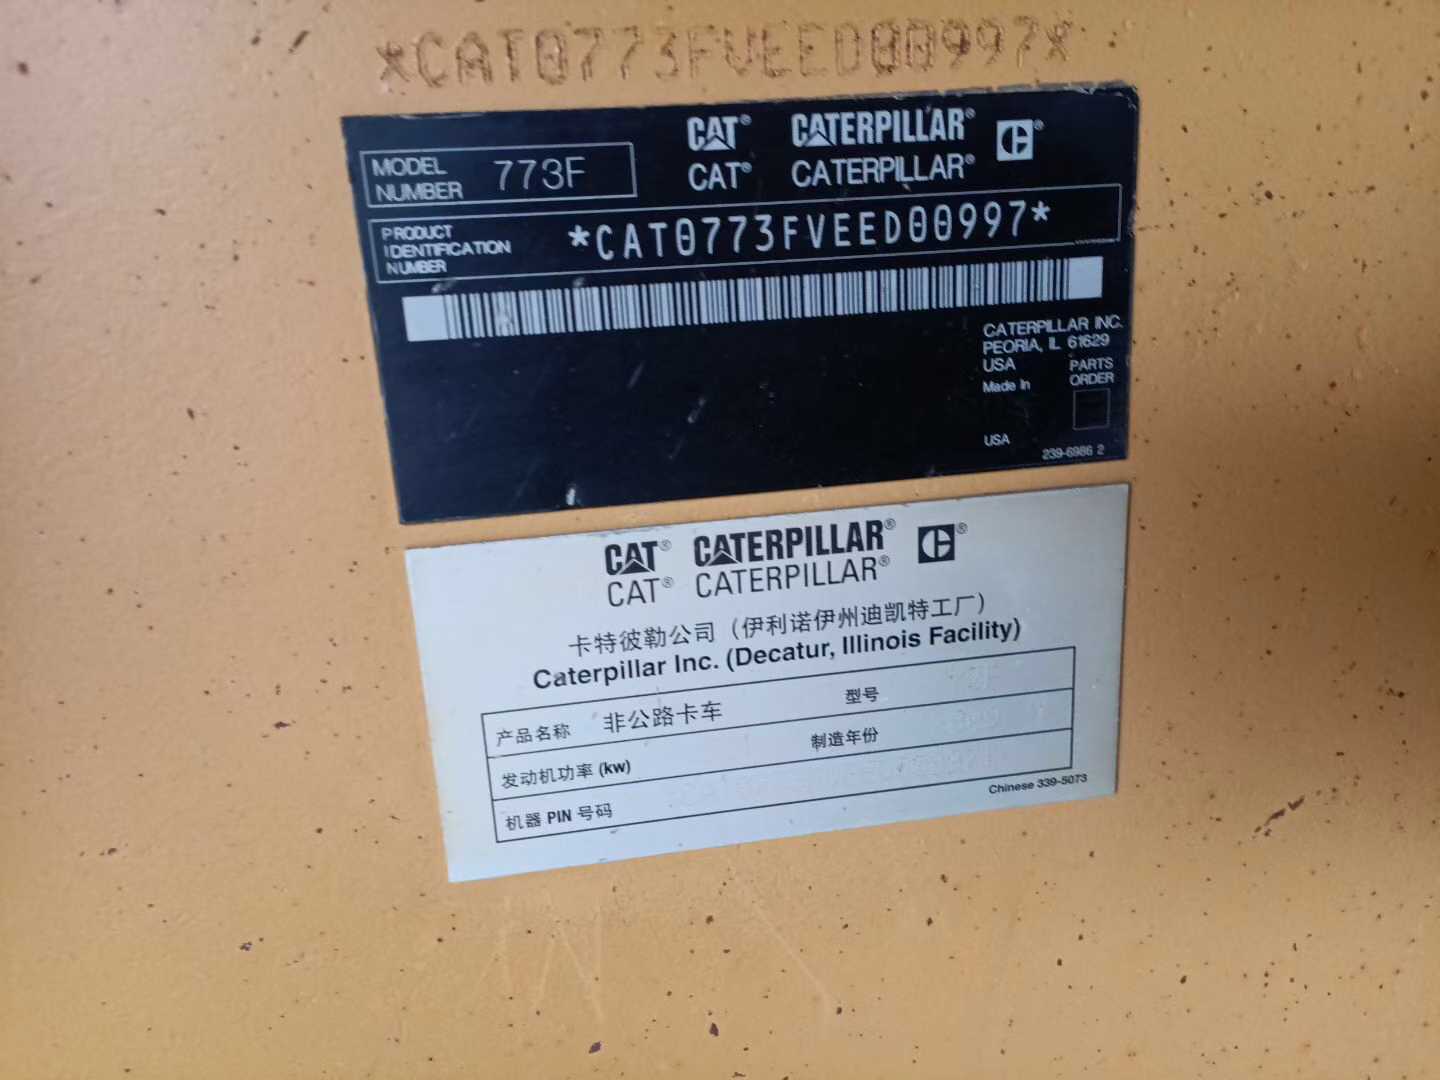 *CAT0773FVEED00997*
CAT® CATERPILLAR®
CAT® CATERPILLAR®
MODEL NUMBER 773F
PRODUCT IDENTIFICATION NUMBER *CAT0773FVEED00997*
CATERPILLAR INC.
PEORIA, IL 61629
USA
Made in
PARTS ORDER
USA
239-6986 2
CAT® CATERPILLAR®
CAT® CATERPILLAR®
卡特彼勒公司（伊利诺伊州迪凯特工厂）
Caterpillar Inc. (Decatur, Illinois Facility)
产品名称 非公路卡车 型号
发动机功率 (kw) 制造年份
机器 PIN 号码
Chinese 339-5073